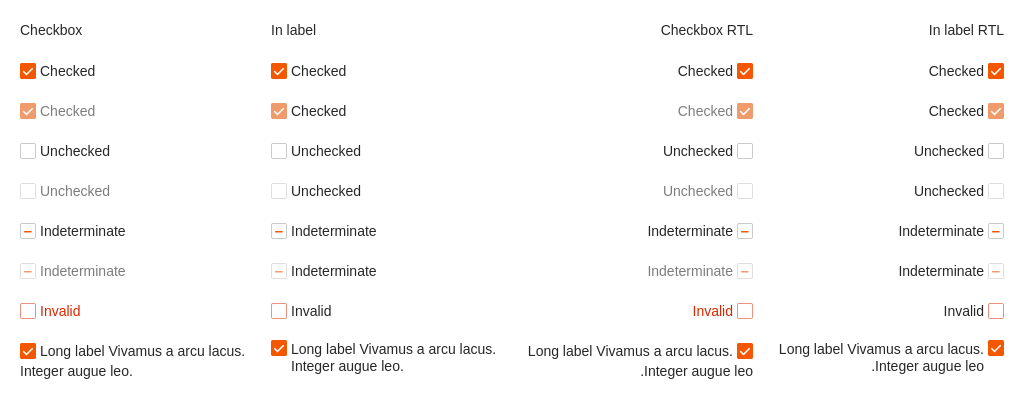 Checkbox In label Checkbox RTL In label RTL
Checked Checked Checked Checked
Checked Checked Checked Checked
Unchecked Unchecked Unchecked Unchecked
Unchecked Unchecked Unchecked Unchecked
Indeterminate Indeterminate Indeterminate Indeterminate
Indeterminate Indeterminate Indeterminate Indeterminate
Invalid Invalid Invalid Invalid
Long label Vivamus a arcu lacus. Long label Vivamus a arcu lacus. Long label Vivamus a arcu lacus. Long label Vivamus a arcu lacus.
Integer augue leo. Integer augue leo. .Integer augue leo .Integer augue leo